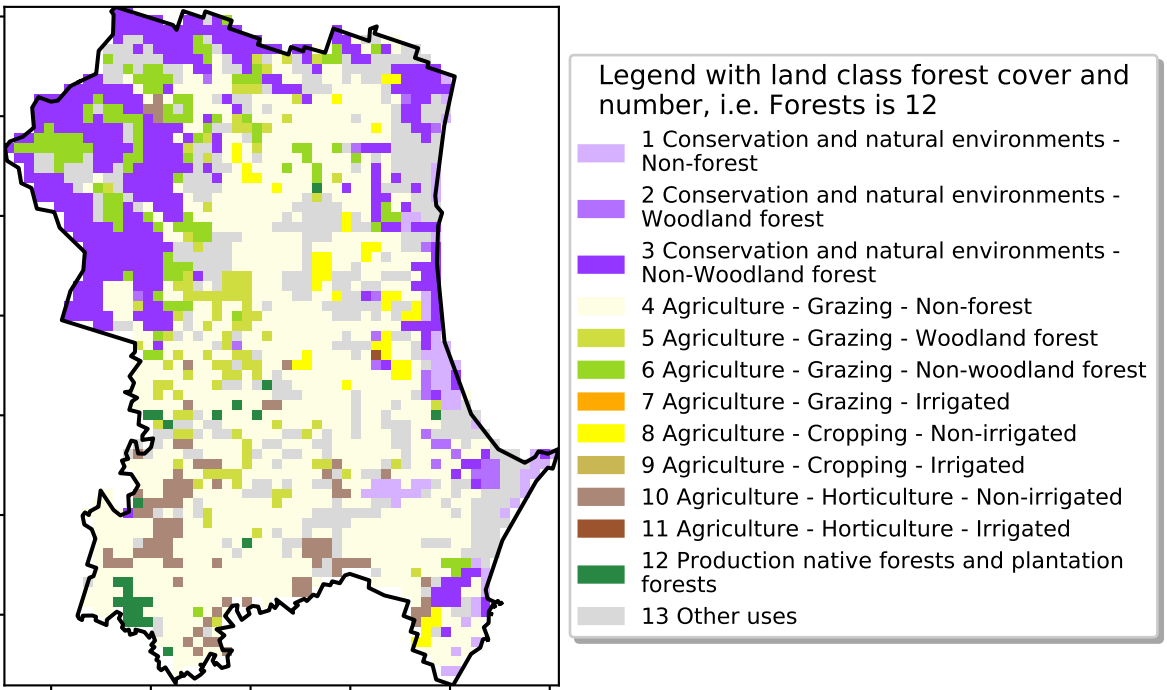 Legend with land class forest cover and
number, i.e. Forests is 12
1 Conservation and natural environments -
Non-forest
2 Conservation and natural environments -
Woodland forest
3 Conservation and natural environments -
Non-Woodland forest
4 Agriculture - Grazing - Non-forest
5 Agriculture - Grazing - Woodland forest
6 Agriculture - Grazing - Non-woodland forest
7 Agriculture - Grazing - Irrigated
8 Agriculture - Cropping - Non-irrigated
9 Agriculture - Cropping - Irrigated
10 Agriculture - Horticulture - Non-irrigated
11 Agriculture - Horticulture - Irrigated
12 Production native forests and plantation
forests
13 Other uses